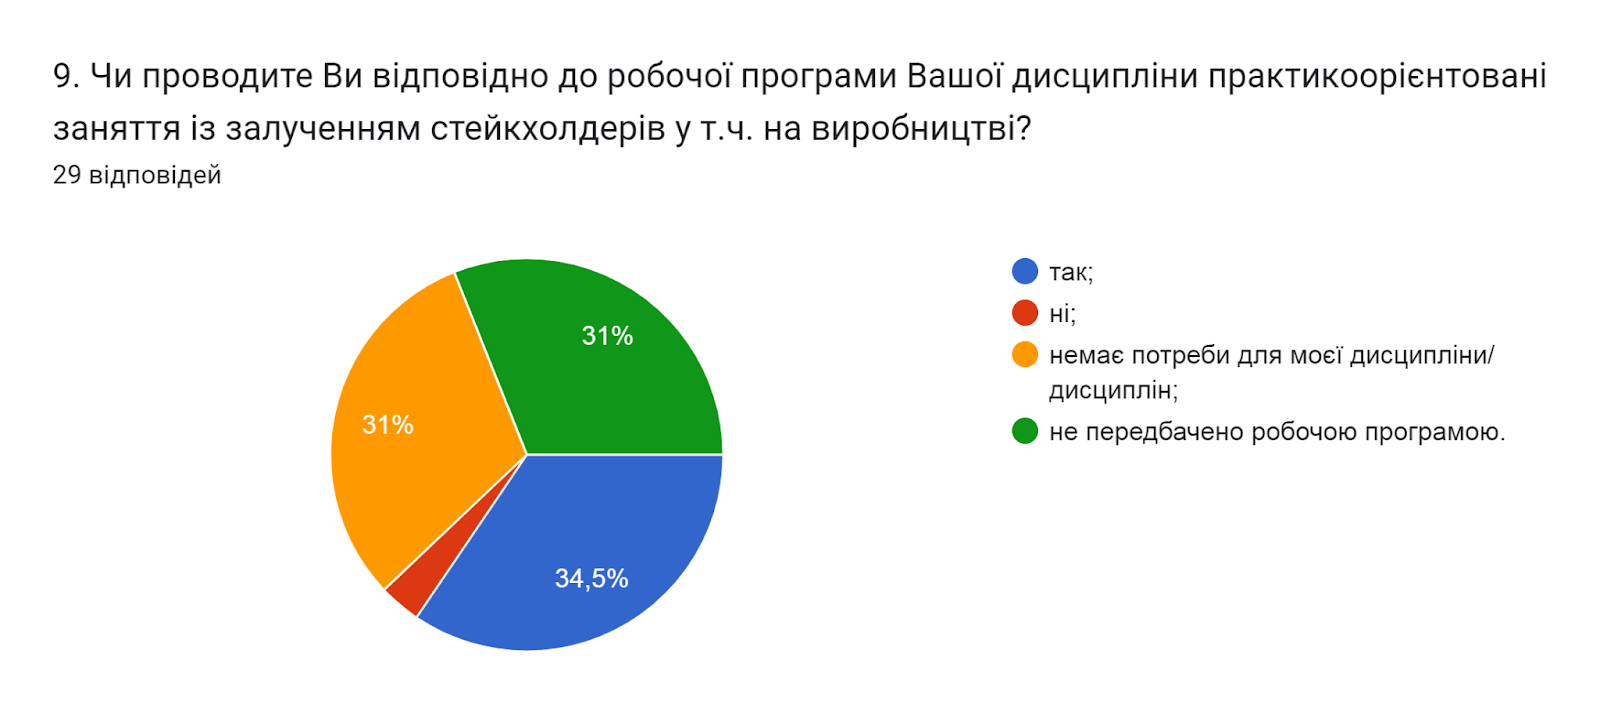 9. Чи проводите Ви відповідно до робочої програми Вашої дисципліни практикоорієнтовані
заняття із залученням стейкхолдерів у т.ч. на виробництві?
29 відповідей
так;
ні;
немає потреби для моєї дисципліни/
дисциплін;
не передбачено робочою програмою.
31%
31%
34,5%